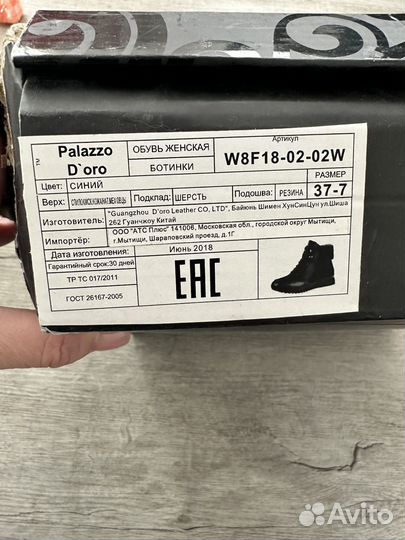 TM
Palazzo D`oro
ОБУВЬ ЖЕНСКАЯ
БОТИНКИ
Артикул
W8F18-02-02W
Цвет: СИНИЙ
РАЗМЕР
37-7
Верх:
Подклад: ШЕРСТЬ
Подошва: РЕЗИНА
Изготовитель "Guangzhou D'oro Leather CO, LTD", Байюнь Шимен ХунСинЦун ул.Шиша
262 Гуанчжоу Китай
Импортёр: ООО "АТС Плюс" 141006, Московская обл., городской округ Мытищи,
г.Мытищи, Шараповский проезд, д.1Г
Дата изготовления: Июнь 2018
Гарантийный срок:30 дней
ТР ТС 017/2011
ГОСТ 26167-2005
EAC
Avito